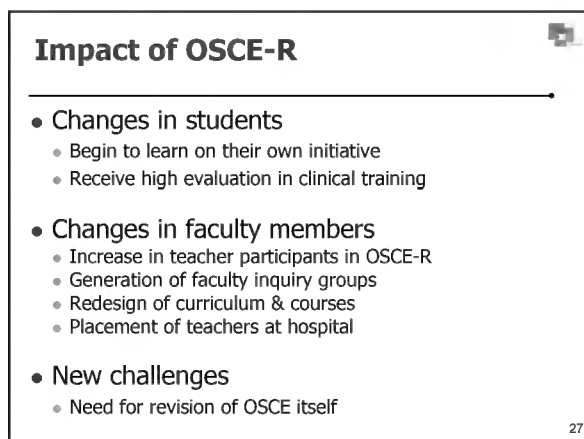 Impact of OSCE-R
● Changes in students
● Begin to learn on their own initiative
● Receive high evaluation in clinical training
● Changes in faculty members
● Increase in teacher participants in OSCE-R
● Generation of faculty inquiry groups
● Redesign of curriculum & courses
● Placement of teachers at hospital
● New challenges
● Need for revision of OSCE itself
27